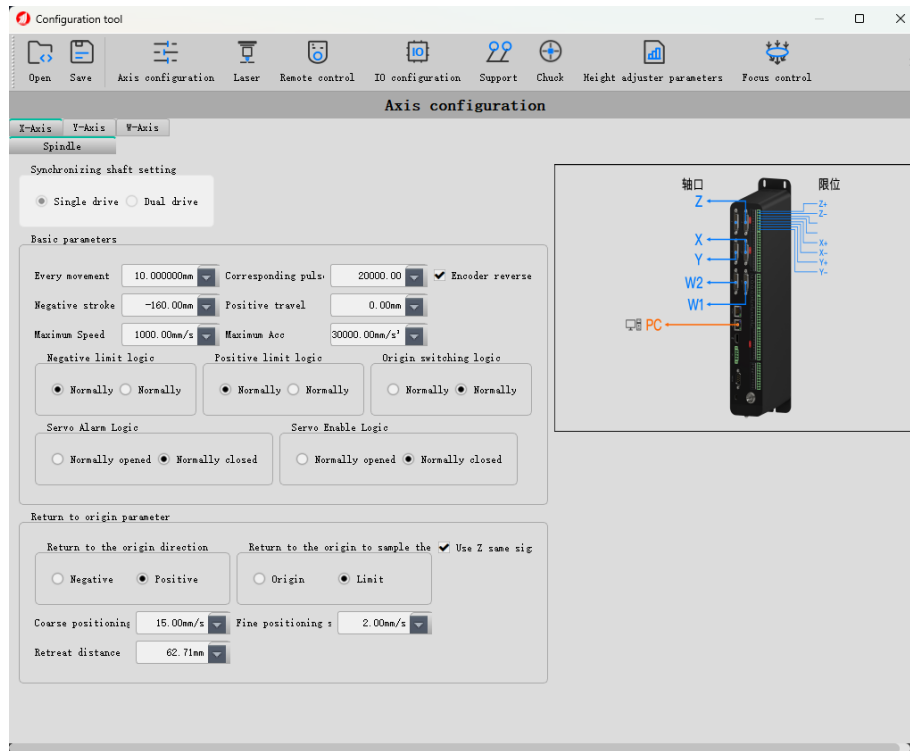 Configuration tool
Open Save Axis configuration Laser Remote control IO configuration Support Chuck Height adjuster parameters Focus control
Axis configuration
X-Axis Y-Axis W-Axis
Spindle
Synchronizing shaft setting
Single drive Dual drive
Basic parameters
Every movement 10.000000mm Corresponding puls 20000.00 Encoder reverse
Negative stroke -160.00mm Positive travel 0.00mm
Maximum Speed 1000.00mm/s Maximum Acc 30000.00mm/s²
Negative limit logic Positive limit logic Origin switching logic
Normally Normally Normally Normally Normally Normally
Servo Alarm Logic Servo Enable Logic
Normally opened Normally closed Normally opened Normally closed
Return to origin parameter
Return to the origin direction Return to the origin to sample the Use Z same sig
Negative Positive Origin Limit
Coarse positioning 15.00mm/s Fine positioning s 2.00mm/s
Retreat distance 62.71mm
轴口 限位
Z Z+
Z-
X X+
X-
Y Y+
Y-
W2
W1
PC
IO